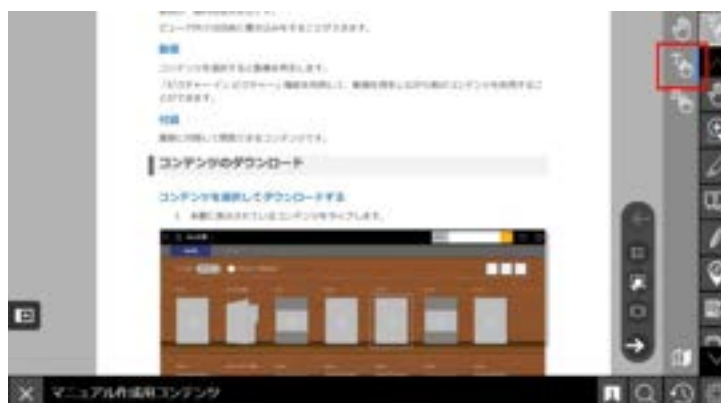 ビューア内の自由箇に書き込みをすることができます。
動画
コンテンツを選択すると動画を再生します。
「ピクチャー・イン・ピクチャー」機能を利用して、動画を再生しながら他のコンテンツを利用するこ
とができます。
付録
書籍に付随して閲覧できるコンテンツです。
コンテンツのダウンロード
コンテンツを選択してダウンロードする
1. 本棚に表示されているコンテンツをタップします。
マニュアル作成用コンテンツ